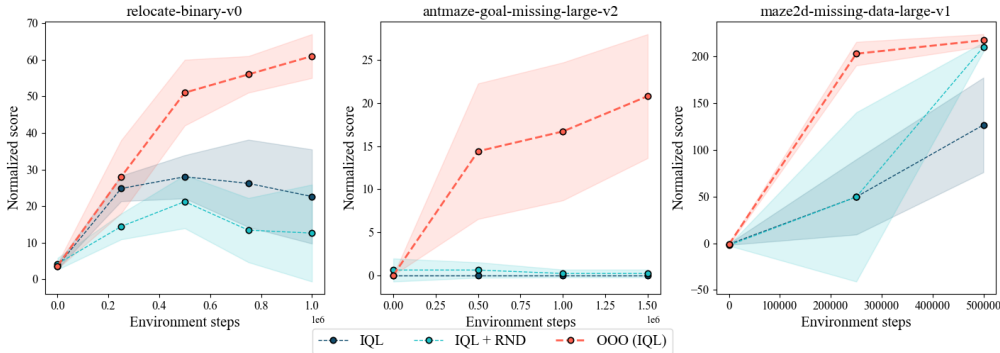 relocate-binary-v0
antmaze-goal-missing-large-v2
maze2d-missing-data-large-v1
Normalized score
70
60
50
40
30
20
10
0
0.0
0.2
0.4
0.6
0.8
1.0
1e6
Environment steps
Normalized score
25
20
15
10
5
0
0.00
0.25
0.50
0.75
1.00
1.25
1.50
1e6
Environment steps
Normalized score
200
150
100
50
0
−50
0
100000
200000
300000
400000
500000
Environment steps
IQL
IQL + RND
OOO (IQL)